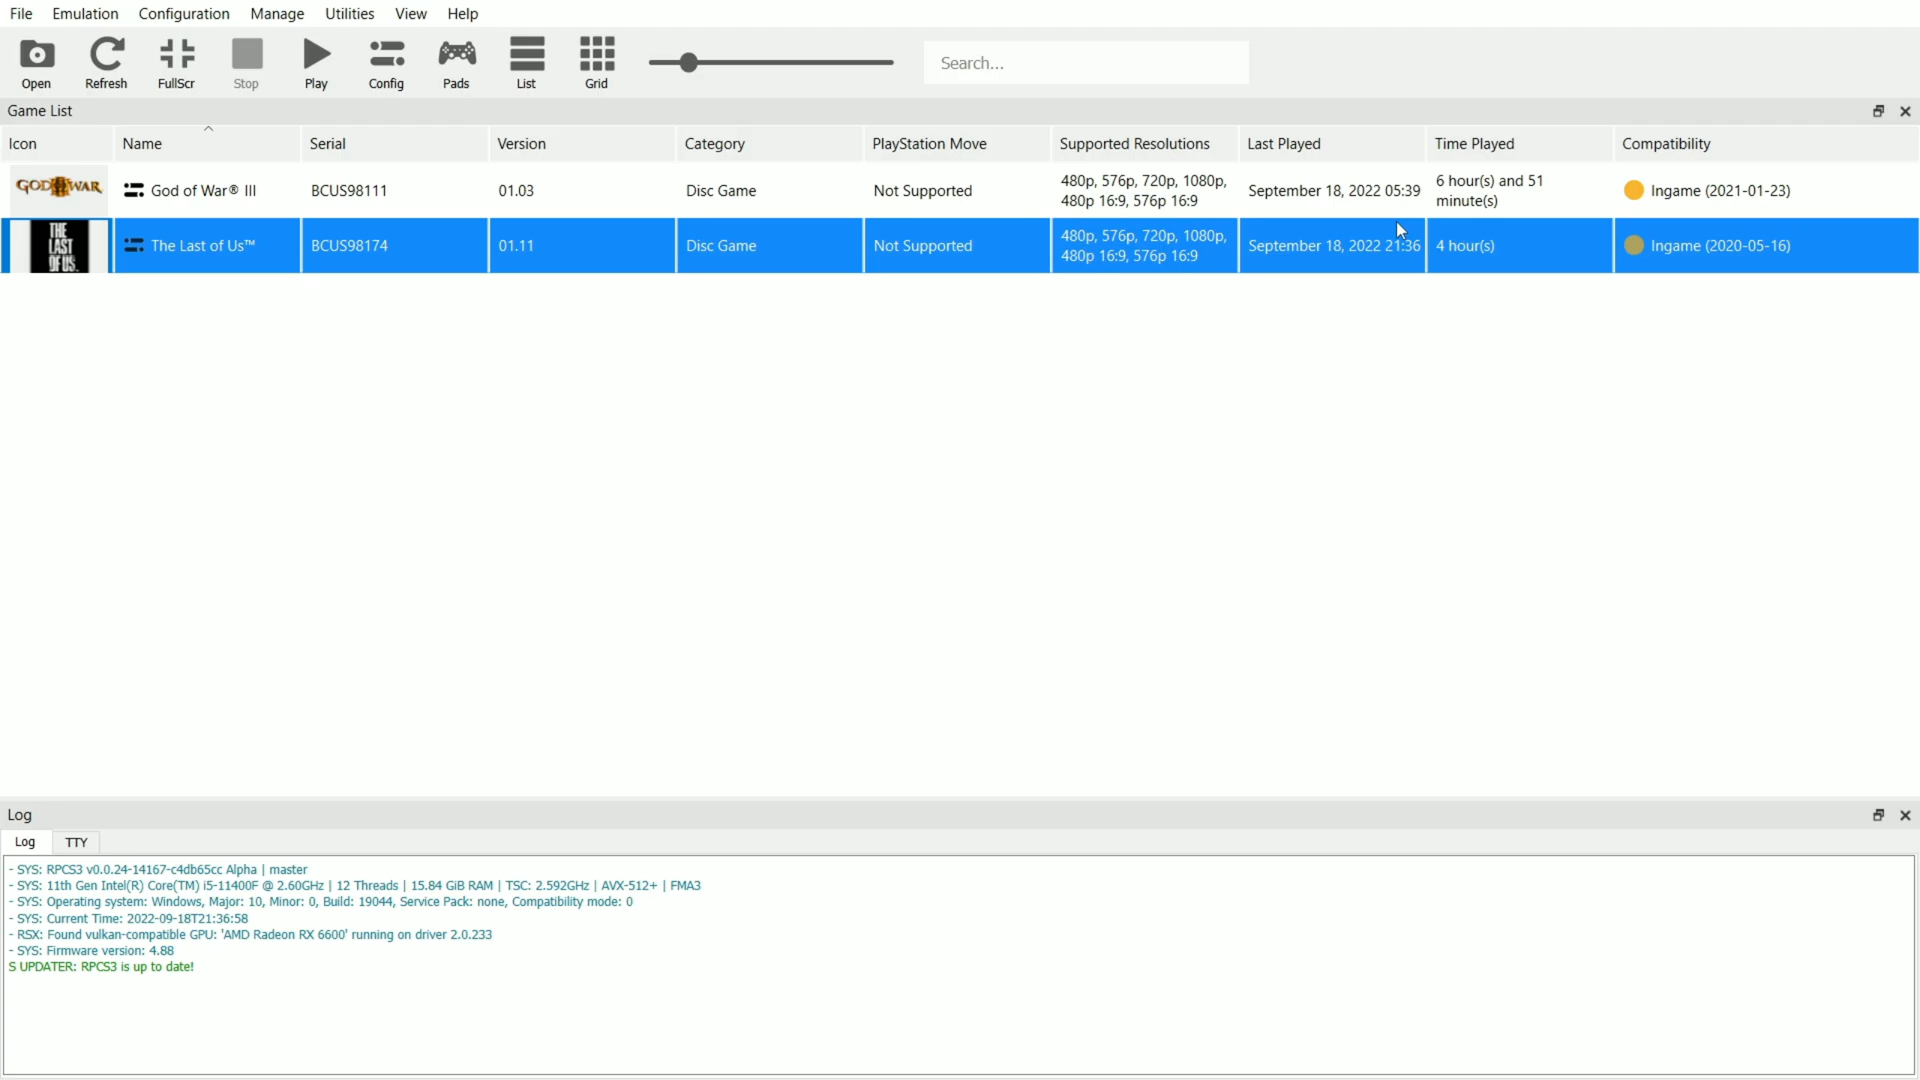 File Emulation Configuration Manage Utilities View Help
Open Refresh FullScr Stop Play Config Pads List Grid Search...
Game List
Icon Name Serial Version Category PlayStation Move Supported Resolutions Last Played Time Played Compatibility
GOD WAR God of War® III BCUS98111 01.03 Disc Game Not Supported 480p, 576p, 720p, 1080p, September 18, 2022 05:39 6 hour(s) and 51 Ingame (2021-01-23)
480p 16:9, 576p 16:9 minute(s)
THE
LAST
OF US. The Last of Us™ BCUS98174 01.11 Disc Game Not Supported 480p, 576p, 720p, 1080p, September 18, 2022 21:36 4 hour(s) Ingame (2020-05-16)
480p 16:9, 576p 16:9
Log
Log TTY
- SYS: RPCS3 v0.0.24-14167-c4db65cc Alpha | master
- SYS: 11th Gen Intel(R) Core(TM) i5-11400F @ 2.60GHz | 12 Threads | 15.84 GiB RAM | TSC: 2.592GHz | AVX-512+ | FMA3
- SYS: Operating system: Windows, Major: 10, Minor: 0, Build: 19044, Service Pack: none, Compatibility mode: 0
- SYS: Current Time: 2022-09-18T21:36:58
- RSX: Found vulkan-compatible GPU: 'AMD Radeon RX 6600' running on driver 2.0.233
- SYS: Firmware version: 4.88
S UPDATER: RPCS3 is up to date!